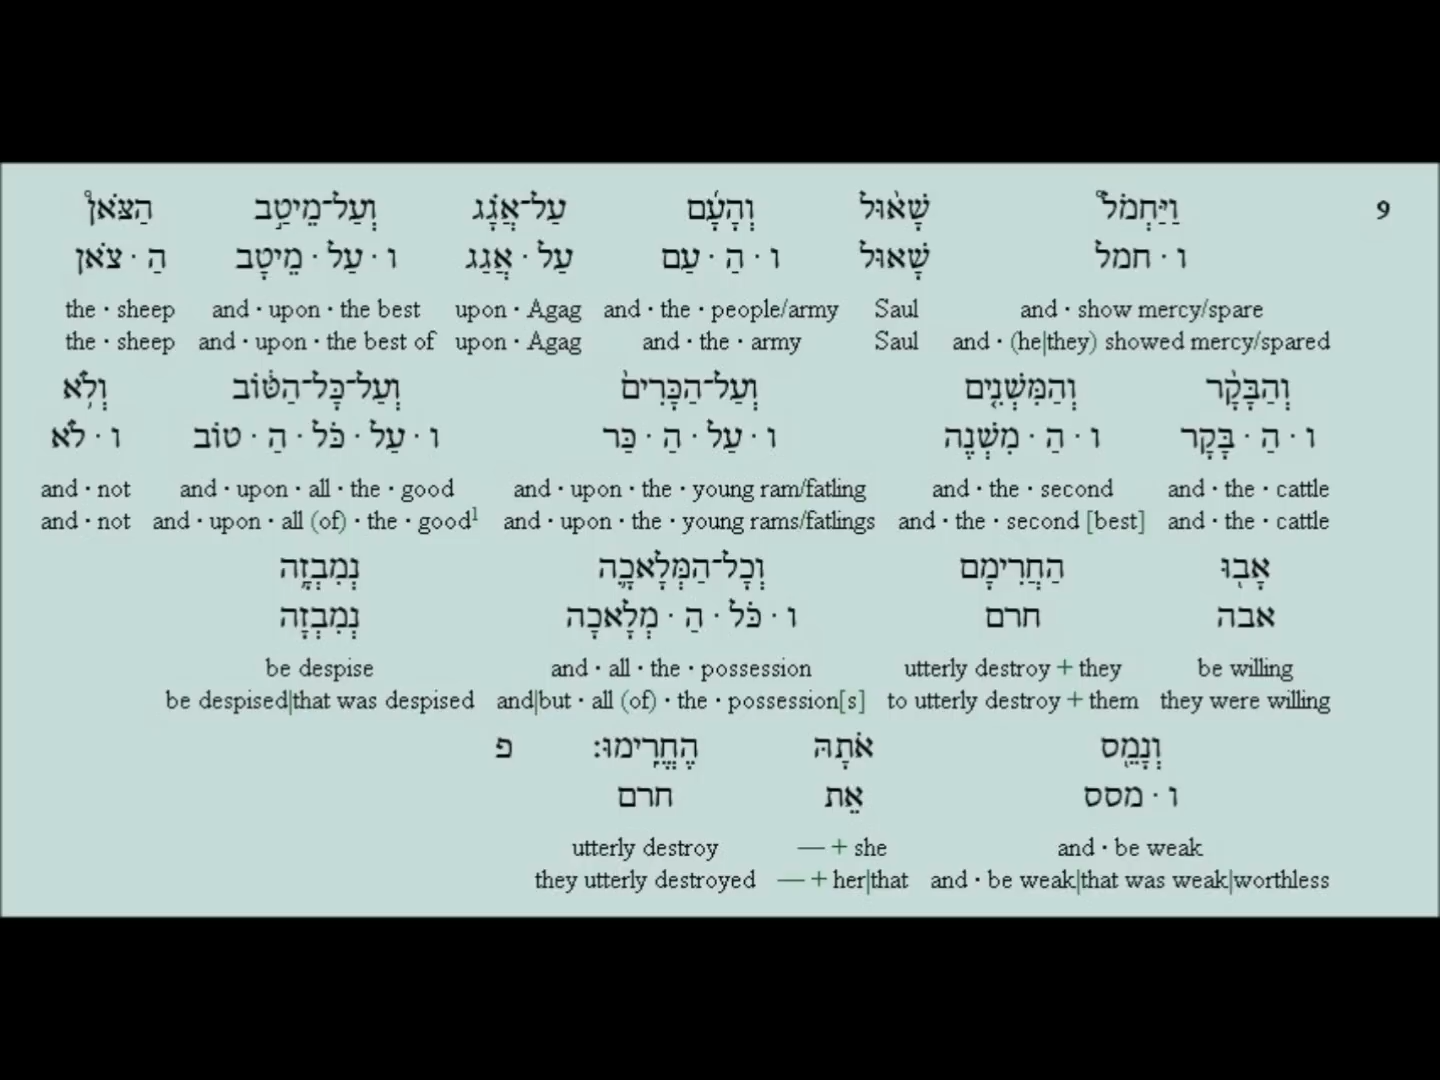 9 וַיַּחְמֹל֩ שָׁא֨וּל וְהָעָ֜ם עַל־אֲגָ֗ג וְעַל־מֵיטַ֣ב הַצֹּאן֩
ו · חמל שָׁאוּל ו · הַ · עַם עַל · אֲגַג ו · עַל · מֵיטָב הַ · צֹאן
the · sheep and · upon · the best upon · Agag and · the · people/army Saul and · show mercy/spare
the · sheep and · upon · the best of upon · Agag and · the · army Saul and · (he|they) showed mercy/spared
וְהַבָּקָ֨ר וְהַמִּשְׁנִ֤ים וְעַל־הַכָּרִים֙ וְעַל־כָּל־הַטּ֔וֹב וְלֹ֥א
ו · הַ · בָּקָר ו · הַ · מִשְׁנֶה ו · עַל · הַ · כַּר ו · עַל · כֹּל · הַ · טוֹב ו · לֹא
and · not and · upon · all · the · good and · upon · the · young ram/fatling and · the · second and · the · cattle
and · not and · upon · all (of) · the · good¹ and · upon · the · young rams/fatlings and · the · second [best] and · the · cattle
אָב֖וּ הַחֲרִימָ֑ם וְכָל־הַמְּלָאכָ֛ה נְמִבְזָ֥ה
אבה חרם ו · כֹּל · הַ · מְלָאכָה נְמִבְזָה
be despise and · all · the · possession utterly destroy + they be willing
be despised|that was despised and|but · all (of) · the · possession[s] to utterly destroy + them they were willing
וְנָמֵ֖ס אֹתָ֥הּ הֶחֱרִֽימוּ׃ פ
ו · מסס אֵת חרם
utterly destroy — + she and · be weak
they utterly destroyed — + her|that and · be weak|that was weak|worthless